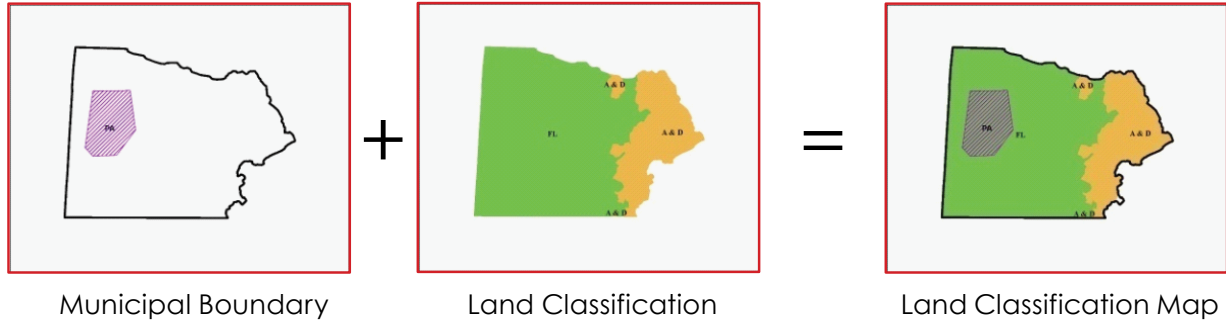 PA
+
A & D
FL
A & D
A & D
=
A & D
PA
FL
A & D
A & D
Municipal Boundary
Land Classification
Land Classification Map